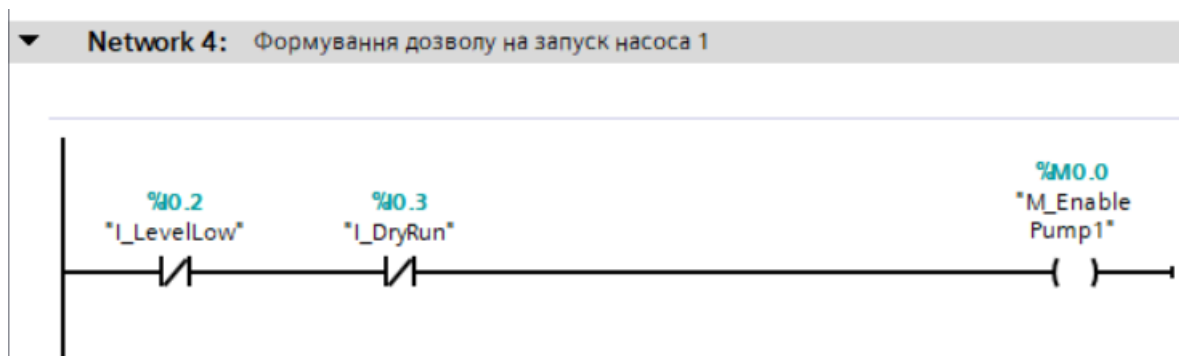 Network 4: Формування дозволу на запуск насоса 1
%I0.2
"I_LevelLow"
%I0.3
"I_DryRun"
%M0.0
"M_Enable
Pump1"